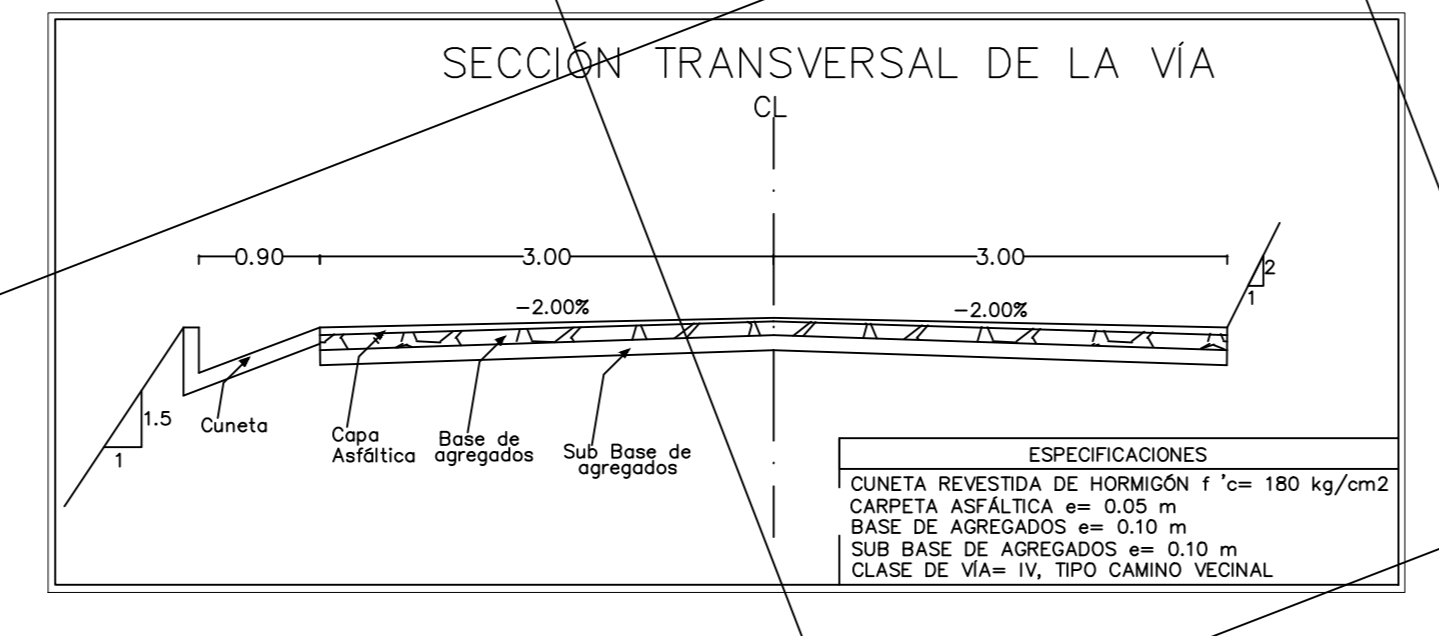 SECCIÓN TRANSVERSAL DE LA VÍA
CL
0.90
3.00
3.00
2
1
-2.00%
-2.00%
1.5
1
Cuneta
Capa
Asfáltica
Base de
agregados
Sub Base de
agregados
ESPECIFICACIONES
CUNETA REVESTIDA DE HORMIGÓN f 'c= 180 kg/cm2
CARPETA ASFÁLTICA e= 0.05 m
BASE DE AGREGADOS e= 0.10 m
SUB BASE DE AGREGADOS e= 0.10 m
CLASE DE VÍA= IV, TIPO CAMINO VECINAL